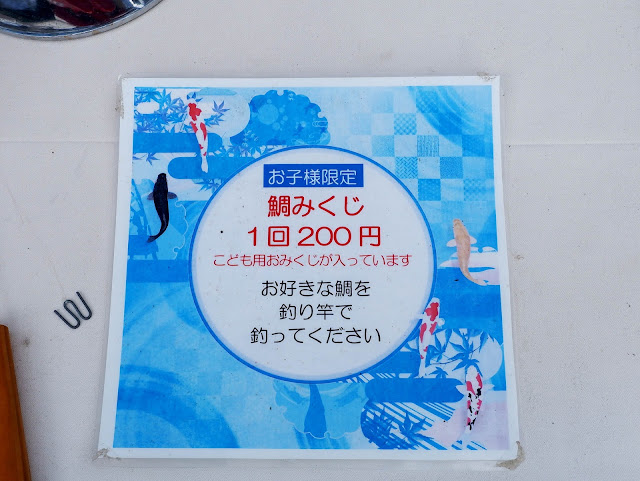 お子様限定
鯛みくじ
1回200円
こども用おみくじが入っています
お好きな鯛を
釣り竿で
釣ってください